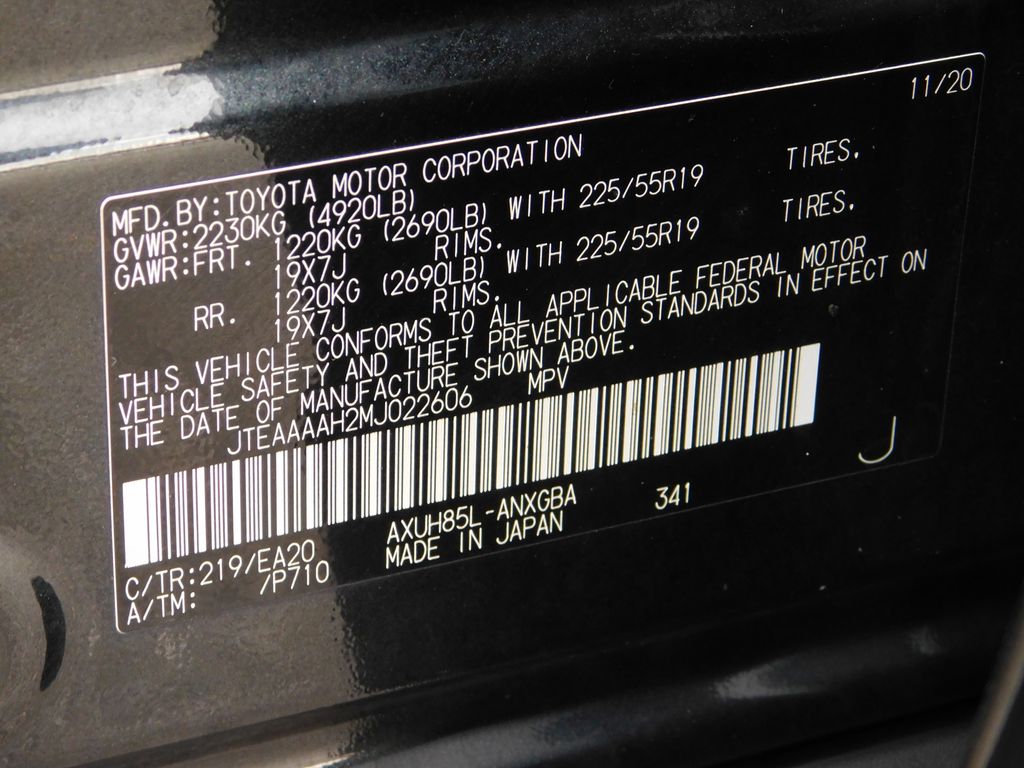 11/20
MFD.BY:TOYOTA MOTOR CORPORATION
GVWR:2230KG (4920LB)
GAWR:FRT. 1220KG (2690LB) WITH 225/55R19 TIRES.
19X7J RIMS.
RR. 1220KG (2690LB) WITH 225/55R19 TIRES.
19X7J RIMS.
THIS VEHICLE CONFORMS TO ALL APPLICABLE FEDERAL MOTOR
VEHICLE SAFETY AND THEFT PREVENTION STANDARDS IN EFFECT ON
THE DATE OF MANUFACTURE SHOWN ABOVE.
JTEAAAAH2MJ022606 MPV
C/TR:219/EA20 AXUH85L-ANXGBA 341 J
A/TM: /P710 MADE IN JAPAN